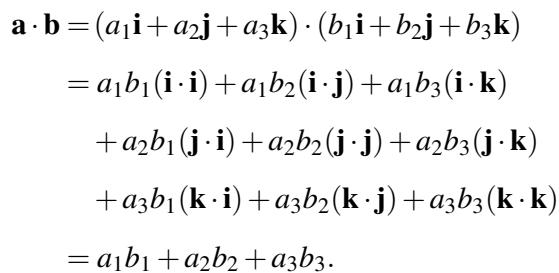 a · b = (a₁i + a₂j + a₃k) · (b₁i + b₂j + b₃k)
= a₁b₁(i · i) + a₁b₂(i · j) + a₁b₃(i · k)
+ a₂b₁(j · i) + a₂b₂(j · j) + a₂b₃(j · k)
+ a₃b₁(k · i) + a₃b₂(k · j) + a₃b₃(k · k)
= a₁b₁ + a₂b₂ + a₃b₃.